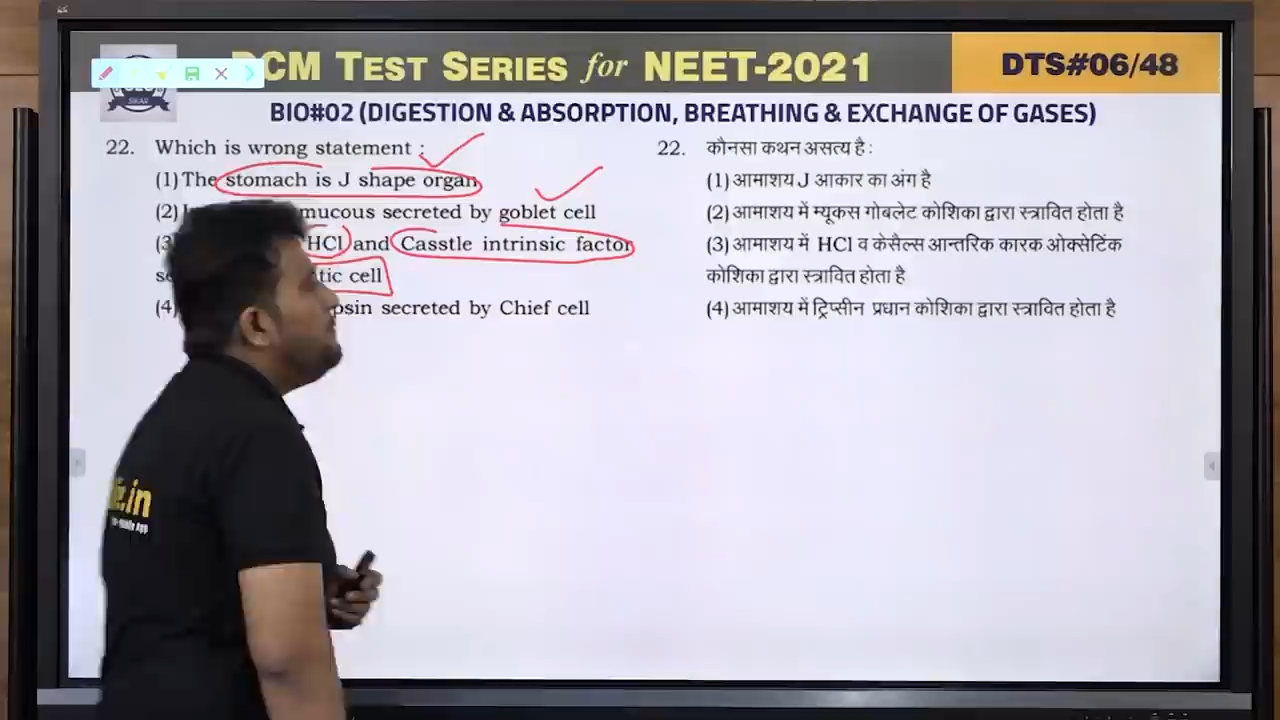 DCM TEST SERIES for NEET-2021
DTS#06/48
BIO#02 (DIGESTION & ABSORPTION, BREATHING & EXCHANGE OF GASES)
22. Which is wrong statement :
(1) The stomach is J shape organ
(2) mucous secreted by goblet cell
(3) HCl and Casstle intrinsic factor
tic cell
(4) psin secreted by Chief cell
22. कौनसा कथन असत्य है :
(1) आमाशय J आकार का अंग है
(2) आमाशय में म्यूकस गोबलेट कोशिका द्वारा स्त्रावित होता है
(3) आमाशय में HCl व केसैल्स आन्तरिक कारक ओक्सेटिंक
कोशिका द्वारा स्त्रावित होता है
(4) आमाशय में ट्रिप्सीन प्रधान कोशिका द्वारा स्त्रावित होता है
.in